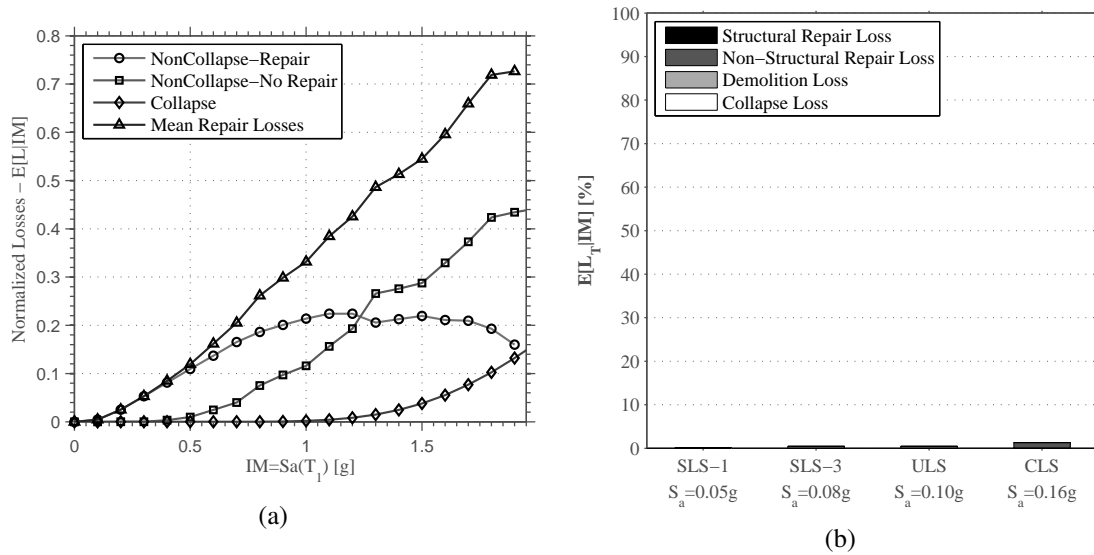 0.8
0.7
0.6
0.5
0.4
0.3
0.2
0.1
0
Normalized Losses − E[L|IM]
NonCollapse−Repair
NonCollapse−No Repair
Collapse
Mean Repair Losses
0 0.5 1 1.5
IM=Sa(T1) [g]
(a)
100
90
80
70
60
50
40
30
20
10
0
E[LT|IM] [%]
Structural Repair Loss
Non−Structural Repair Loss
Demolition Loss
Collapse Loss
SLS−1 SLS−3 ULS CLS
Sa=0.05g Sa=0.08g Sa=0.10g Sa=0.16g
(b)